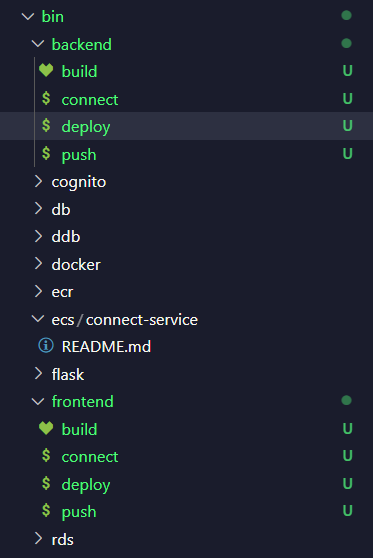 bin
backend
build U
$ connect U
$ deploy U
$ push U
cognito
db
ddb
docker
ecr
ecs/connect-service
README.md
flask
frontend
build U
$ connect U
$ deploy U
$ push U
rds